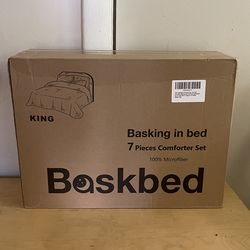 KING
Basking in bed
7 Pieces Comforter Set
100% Microfiber
Baskbed